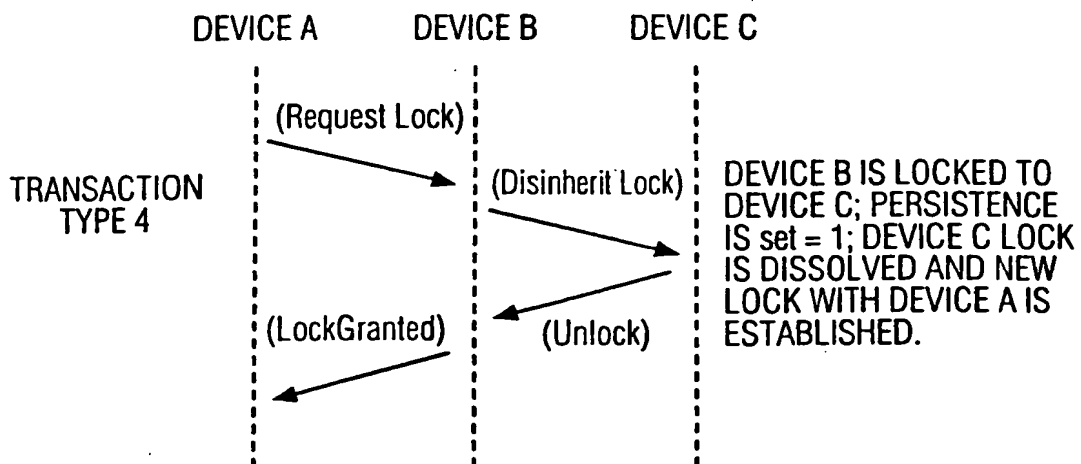 DEVICE A DEVICE B DEVICE C
(Request Lock)
TRANSACTION
TYPE 4
(Disinherit Lock)
DEVICE B IS LOCKED TO
DEVICE C; PERSISTENCE
IS set = 1; DEVICE C LOCK
IS DISSOLVED AND NEW
LOCK WITH DEVICE A IS
ESTABLISHED.
(LockGranted)
(Unlock)